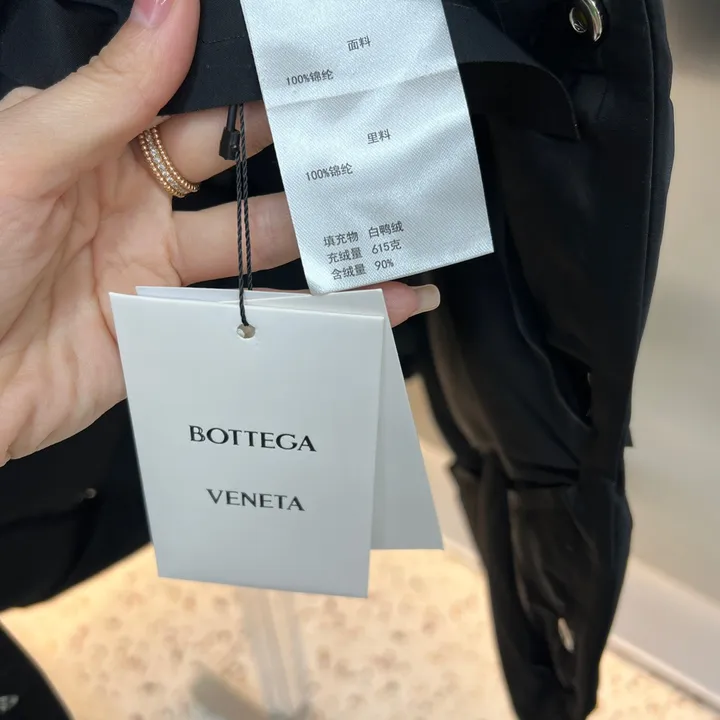 面料
100%锦纶
里料
100%锦纶
填充物 白鸭绒
充绒量 615克
含绒量 90%
BOTTEGA
VENETA